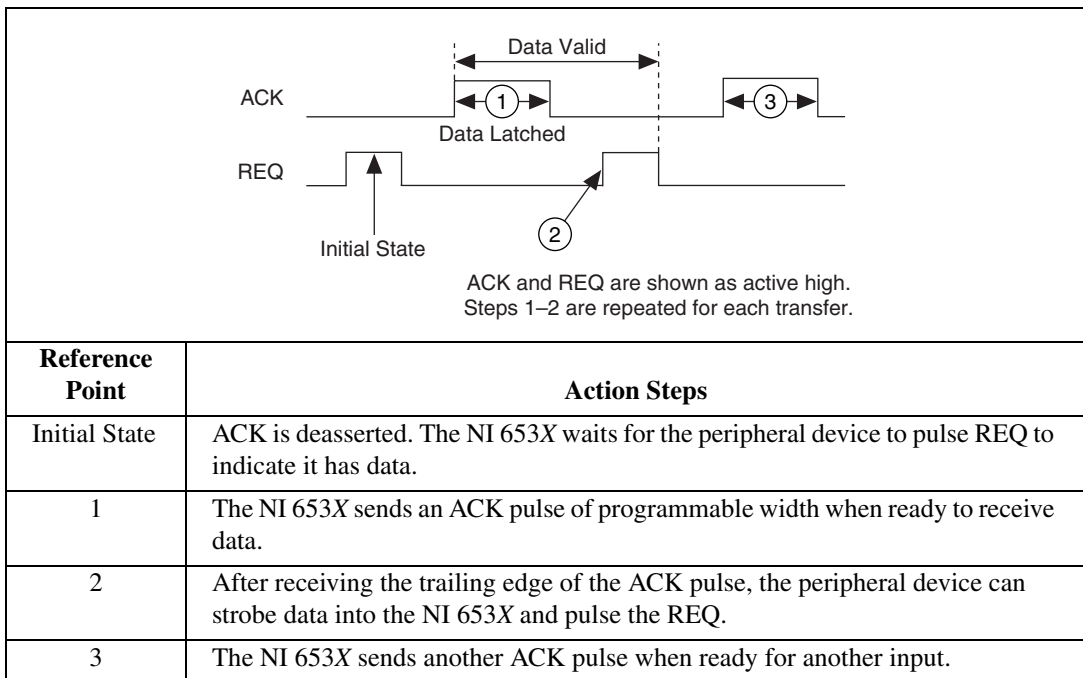 Data Valid
ACK
1
3
Data Latched
REQ
2
Initial State
ACK and REQ are shown as active high.
Steps 1–2 are repeated for each transfer.
Reference
Point
Action Steps
Initial State
ACK is deasserted. The NI 653X waits for the peripheral device to pulse REQ to
indicate it has data.
1
The NI 653X sends an ACK pulse of programmable width when ready to receive
data.
2
After receiving the trailing edge of the ACK pulse, the peripheral device can
strobe data into the NI 653X and pulse the REQ.
3
The NI 653X sends another ACK pulse when ready for another input.